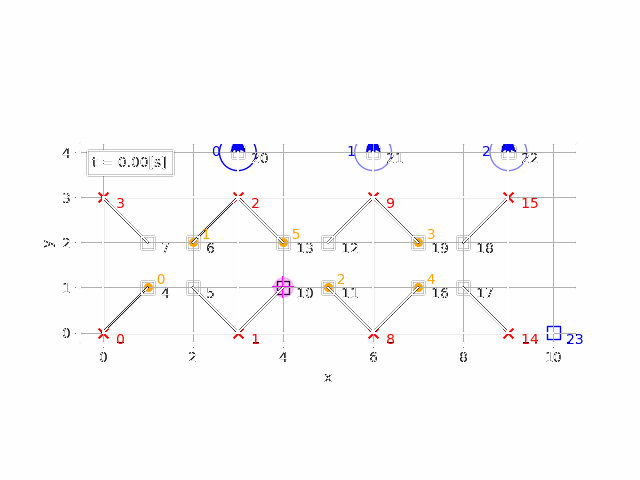 4 0 20 1 21 2 22
t = 0.00[s]
3 3 2 9 15
1 5 3
y 2 7 6 13 12 19 18
0 2 4
1 4 5 10 11 16 17
0 0 1 8 14 23
0 2 4 6 8 10
x